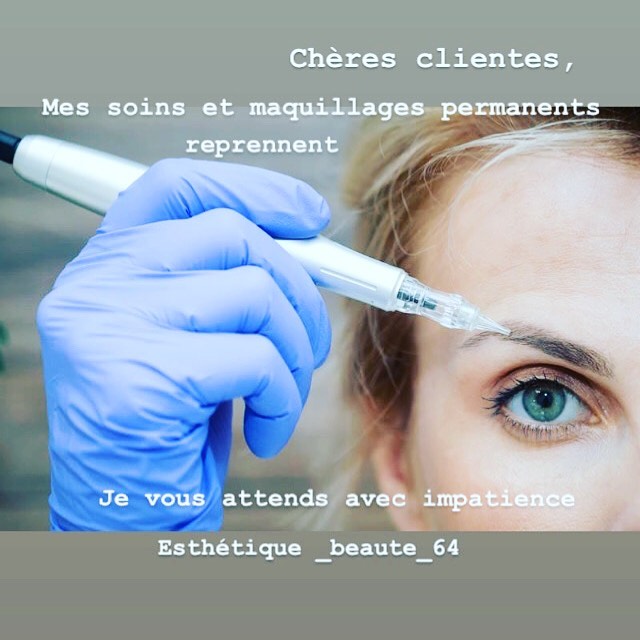 Chères clientes,
Mes soins et maquillages permanents
reprennent
Je vous attends avec impatience
Esthétique _beaute_64